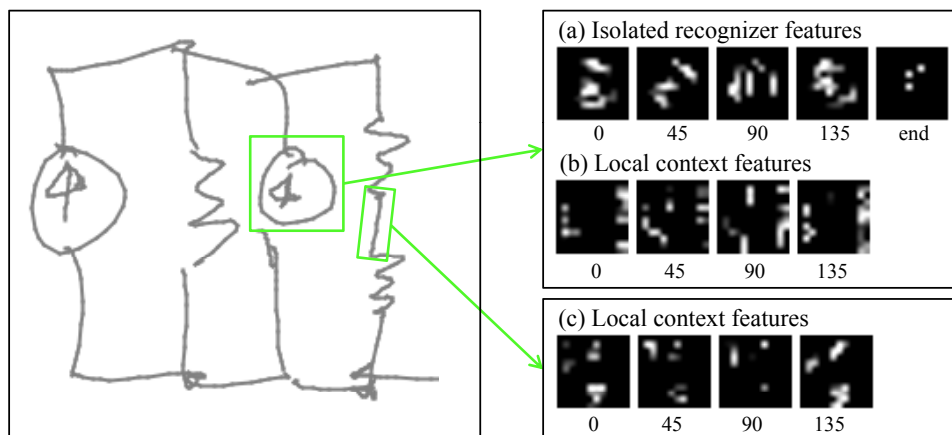 (a) Isolated recognizer features
0 45 90 135 end
(b) Local context features
0 45 90 135
(c) Local context features
0 45 90 135